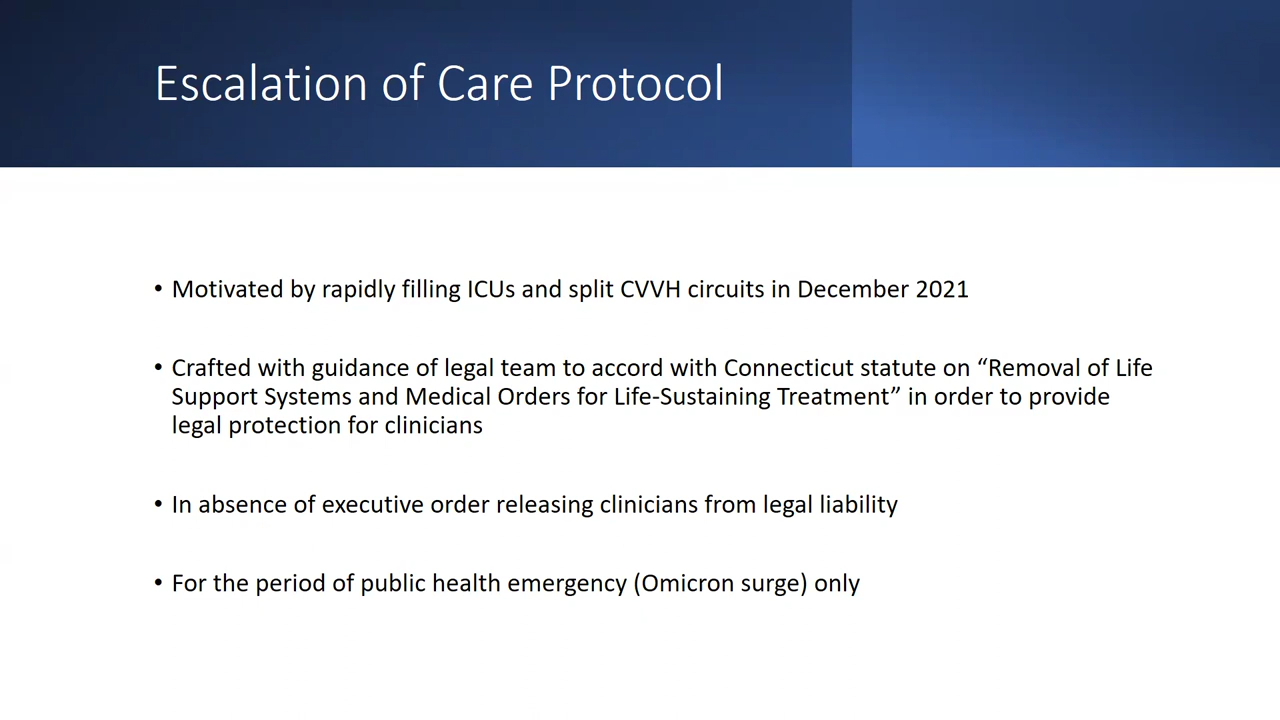 Escalation of Care Protocol
• Motivated by rapidly filling ICUs and split CVVH circuits in December 2021
• Crafted with guidance of legal team to accord with Connecticut statute on “Removal of Life
Support Systems and Medical Orders for Life-Sustaining Treatment” in order to provide
legal protection for clinicians
• In absence of executive order releasing clinicians from legal liability
• For the period of public health emergency (Omicron surge) only